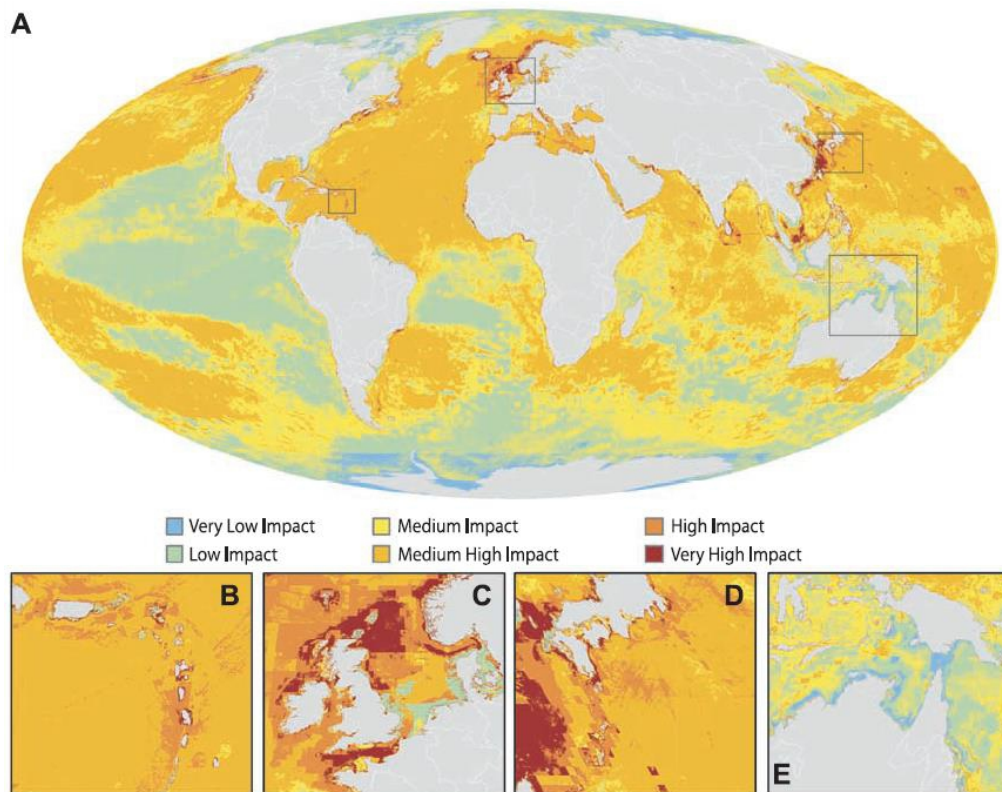 A
Very Low Impact
Medium Impact
High Impact
Low Impact
Medium High Impact
Very High Impact
B
C
D
E